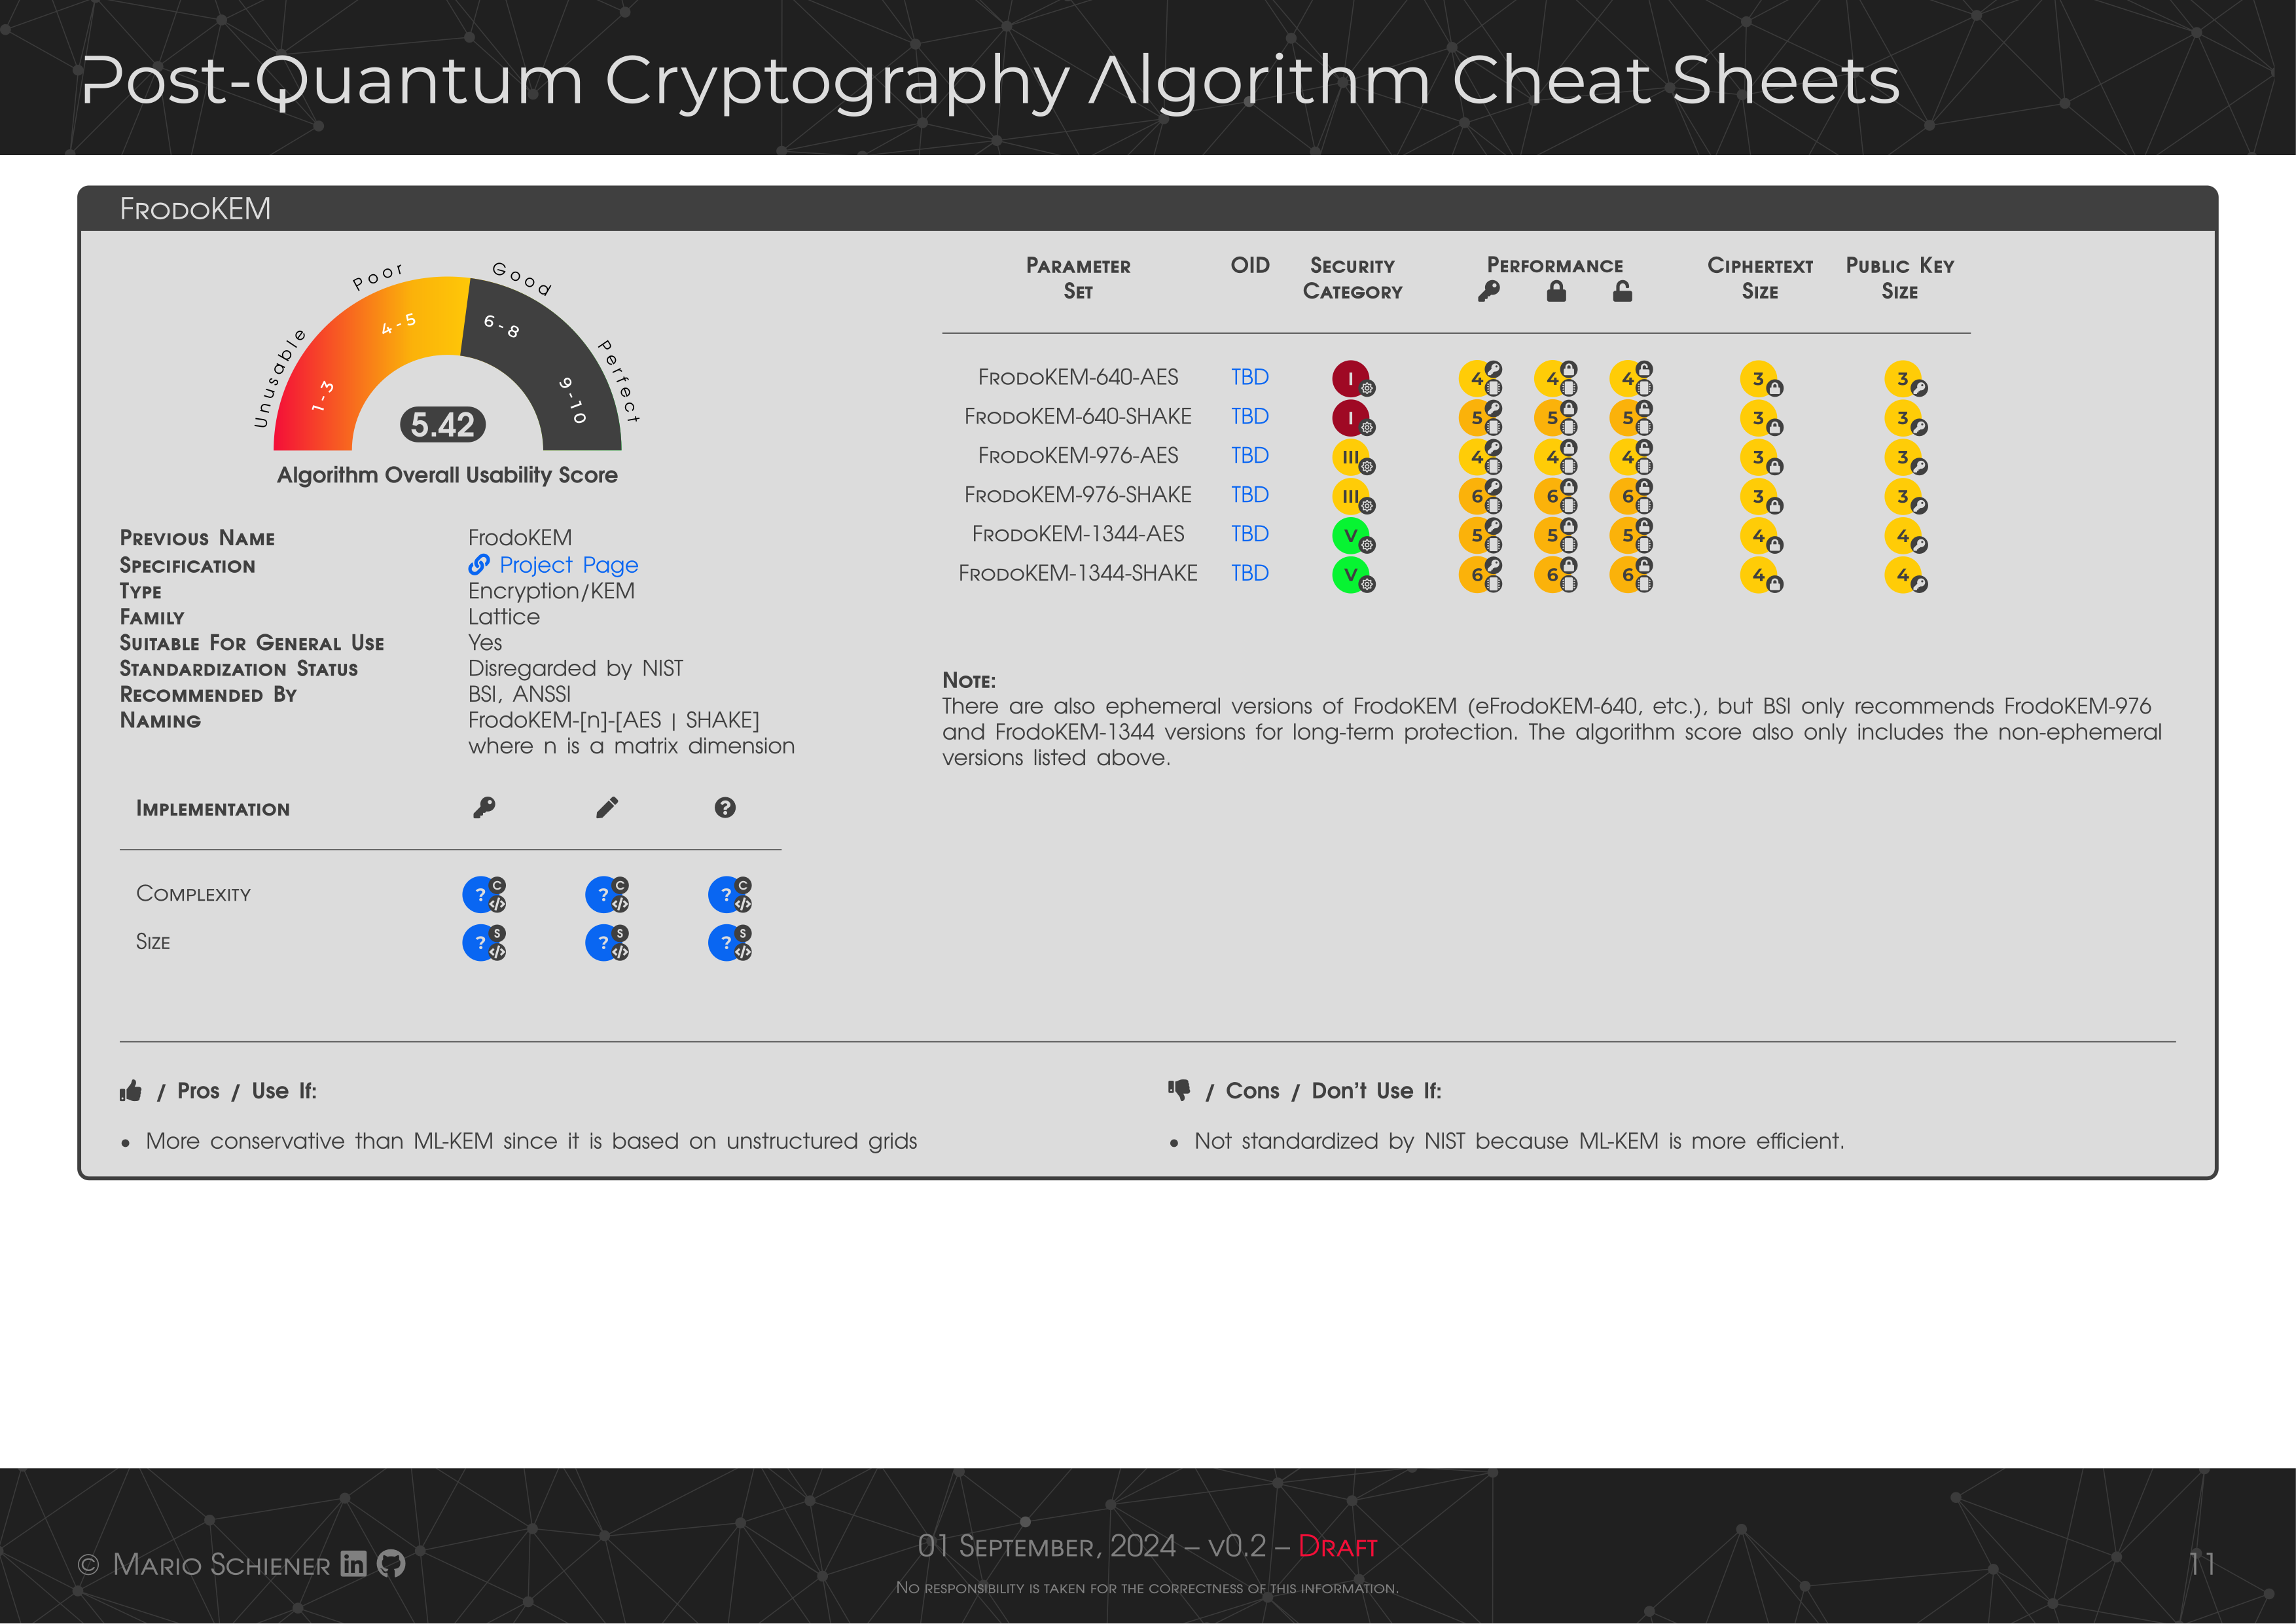 Post-Quantum Cryptography Algorithm Cheat Sheets
FrodoKEM
Unusable
Poor
Good
Perfect
1-3
4-5
6-8
9-10
5.42
Algorithm Overall Usability Score
Previous Name FrodoKEM
Specification Project Page
Type Encryption/KEM
Family Lattice
Suitable For General Use Yes
Standardization Status Disregarded by NIST
Recommended By BSI, ANSSI
Naming FrodoKEM-[n]-[AES | SHAKE]
where n is a matrix dimension
Implementation ?
Complexity ? C </> ? C </> ? C </>
Size ? S </> ? S </> ? S </>
Parameter Set OID Security Category Performance Ciphertext Size Public Key Size
FrodoKEM-640-AES TBD I 4 4 4 3 3
FrodoKEM-640-SHAKE TBD I 5 5 5 3 3
FrodoKEM-976-AES TBD III 4 4 4 3 3
FrodoKEM-976-SHAKE TBD III 6 6 6 3 3
FrodoKEM-1344-AES TBD V 5 5 5 4 4
FrodoKEM-1344-SHAKE TBD V 6 6 6 4 4
Note:
There are also ephemeral versions of FrodoKEM (eFrodoKEM-640, etc.), but BSI only recommends FrodoKEM-976
and FrodoKEM-1344 versions for long-term protection. The algorithm score also only includes the non-ephemeral
versions listed above.
/ Pros / Use If:
• More conservative than ML-KEM since it is based on unstructured grids
/ Cons / Don't Use If:
• Not standardized by NIST because ML-KEM is more efficient.
© Mario Schiener in
01 September, 2024 – v0.2 – Draft
No responsibility is taken for the correctness of this information.
11